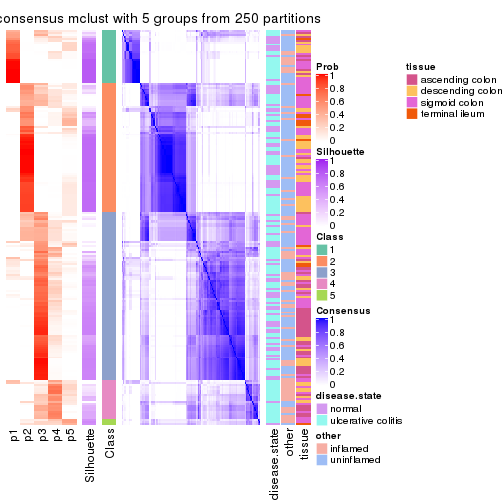 consensus mclust with 5 groups from 250 partitions
Prob
1
0.8
0.6
0.4
0.2
0
Silhouette
1
0.8
0.6
0.4
0.2
0
Class
1
2
3
4
5
Consensus
1
0.8
0.6
0.4
0.2
0
disease.state
normal
ulcerative colitis
other
inflamed
uninflamed
tissue
ascending colon
descending colon
sigmoid colon
terminal ileum
p1
p2
p3
p4
p5
Silhouette
Class
disease.state
other
tissue